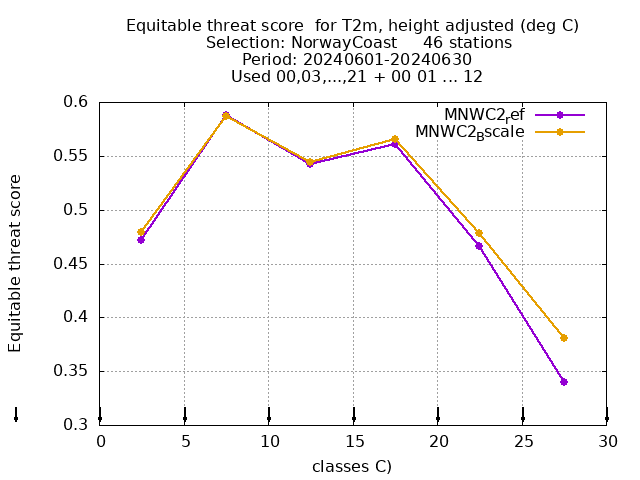 Equitable threat score  for T2m, height adjusted (deg C)
Selection: NorwayCoast     46 stations
Period: 20240601-20240630
Used 00,03,...,21 + 00 01 ... 12
MNWC2_ref
MNWC2_Bscale
0.6
0.55
0.5
0.45
0.4
0.35
0.3
Equitable threat score
0 5 10 15 20 25 30
classes C)